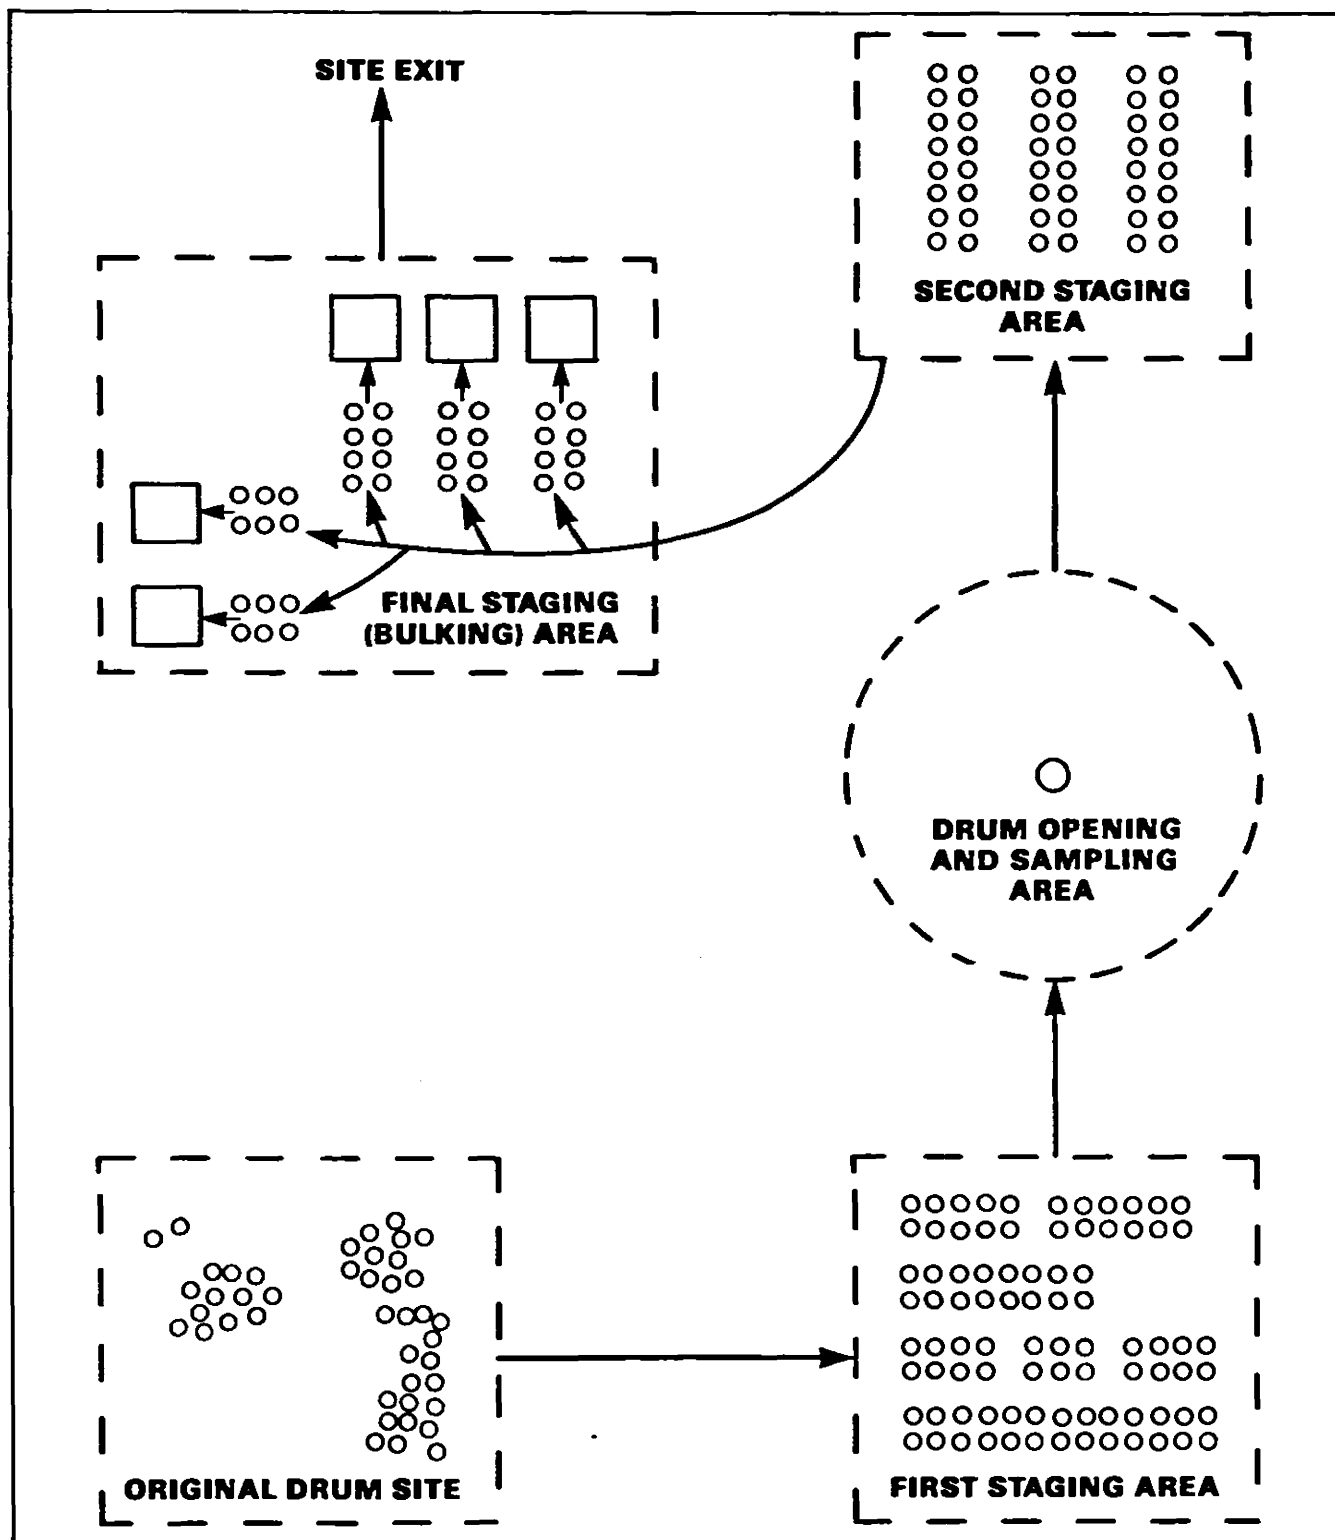 SITE EXIT
SECOND STAGING
AREA
FINAL STAGING
(BULKING) AREA
DRUM OPENING
AND SAMPLING
AREA
ORIGINAL DRUM SITE
FIRST STAGING AREA